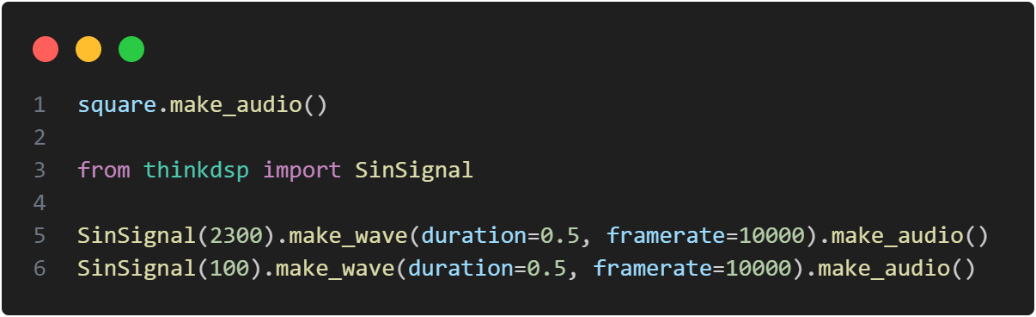 1 square.make_audio()
2
3 from thinkdsp import SinSignal
4
5 SinSignal(2300).make_wave(duration=0.5, framerate=10000).make_audio()
6 SinSignal(100).make_wave(duration=0.5, framerate=10000).make_audio()